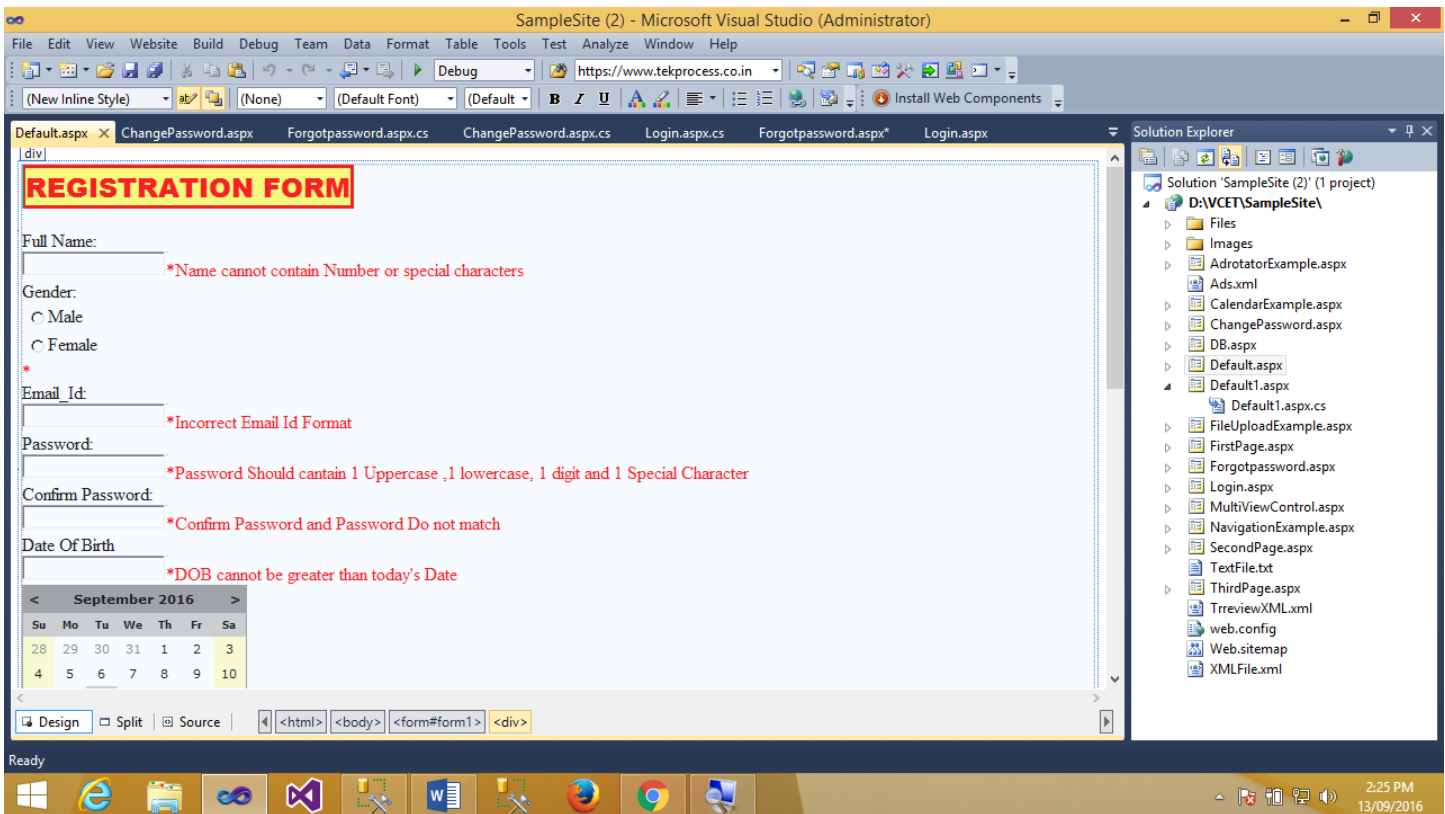 SampleSite (2) - Microsoft Visual Studio (Administrator)
File Edit View Website Build Debug Team Data Format Table Tools Test Analyze Window Help
Debug https://www.tekprocess.co.in
(New Inline Style) ab (None) (Default Font) (Default B I U A Install Web Components
Default.aspx ChangePassword.aspx Forgotpassword.aspx.cs ChangePassword.aspx.cs Login.aspx.cs Forgotpassword.aspx* Login.aspx
div
REGISTRATION FORM
Full Name:
*Name cannot contain Number or special characters
Gender:
Male
Female
*
Email_Id:
*Incorrect Email Id Format
Password:
*Password Should cantain 1 Uppercase ,1 lowercase, 1 digit and 1 Special Character
Confirm Password:
*Confirm Password and Password Do not match
Date Of Birth
*DOB cannot be greater than today's Date
< September 2016 >
Su Mo Tu We Th Fr Sa
28 29 30 31 1 2 3
4 5 6 7 8 9 10
Design Split Source <html> <body> <form#form1> <div>
Solution Explorer
Solution 'SampleSite (2)' (1 project)
D:\VCET\SampleSite\
Files
Images
AdrotatorExample.aspx
Ads.xml
CalendarExample.aspx
ChangePassword.aspx
DB.aspx
Default.aspx
Default1.aspx
Default1.aspx.cs
FileUploadExample.aspx
FirstPage.aspx
Forgotpassword.aspx
Login.aspx
MultiViewControl.aspx
NavigationExample.aspx
SecondPage.aspx
TextFile.txt
ThirdPage.aspx
TrreviewXML.xml
web.config
Web.sitemap
XMLFile.xml
Ready
2:25 PM
13/09/2016